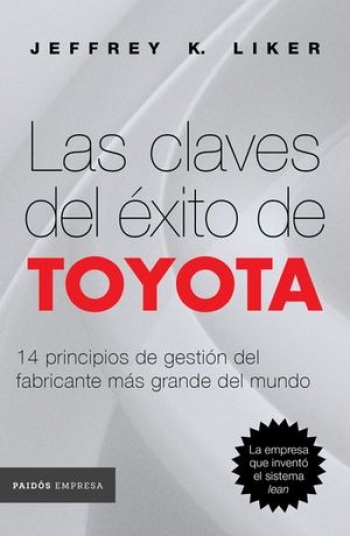 JEFFREY K. LIKER
Las claves
del éxito de
TOYOTA
14 principios de gestión del
fabricante más grande del mundo
La empresa
que inventó
el sistema
lean
PAIDÓS EMPRESA